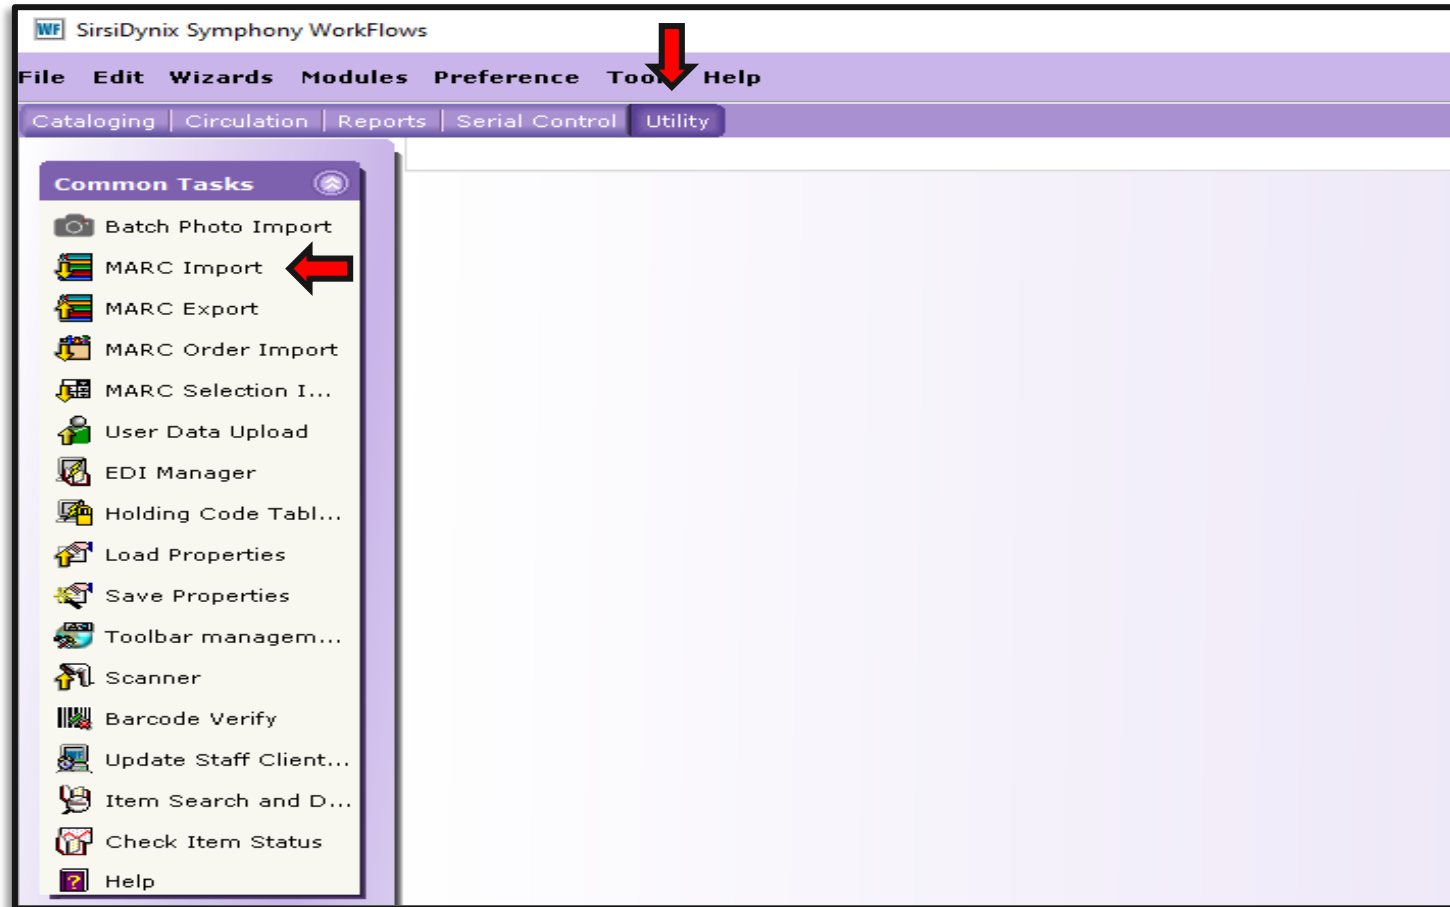 WF SirsiDynix Symphony WorkFlows
File Edit Wizards Modules Preference Help
Cataloging | Circulation | Reports | Serial Control Utility
Common Tasks
Batch Photo Import
MARC Import
MARC Export
MARC Order Import
MARC Selection I...
User Data Upload
EDI Manager
Holding Code Tabl...
Load Properties
Save Properties
Toolbar managem...
Scanner
Barcode Verify
Update Staff Client...
Item Search and D...
Check Item Status
Help